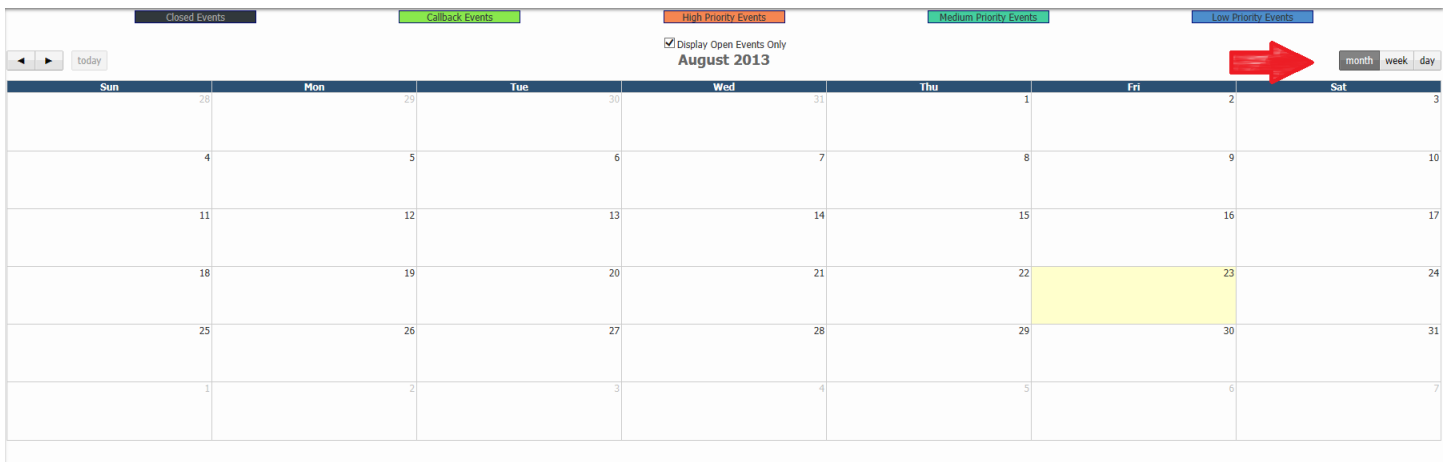 Closed Events Callback Events High Priority Events Medium Priority Events Low Priority Events
Display Open Events Only
today August 2013 month week day
Sun Mon Tue Wed Thu Fri Sat
28 29 30 31 1 2 3
4 5 6 7 8 9 10
11 12 13 14 15 16 17
18 19 20 21 22 23 24
25 26 27 28 29 30 31
1 2 3 4 5 6 7